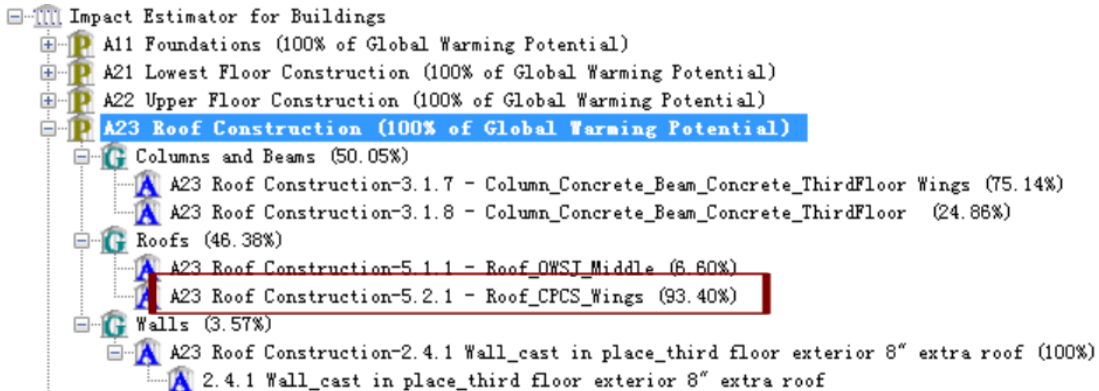 Impact Estimator for Buildings
A11 Foundations (100% of Global Warming Potential)
A21 Lowest Floor Construction (100% of Global Warming Potential)
A22 Upper Floor Construction (100% of Global Warming Potential)
A23 Roof Construction (100% of Global Warming Potential)
Columns and Beams (50.05%)
A23 Roof Construction-3.1.7 - Column_Concrete_Beam_Concrete_ThirdFloor Wings (75.14%)
A23 Roof Construction-3.1.8 - Column_Concrete_Beam_Concrete_ThirdFloor (24.86%)
Roofs (46.38%)
A23 Roof Construction-5.1.1 - Roof_OWSJ_Middle (6.60%)
A23 Roof Construction-5.2.1 - Roof_CPCS_Wings (93.40%)
Walls (3.57%)
A23 Roof Construction-2.4.1 Wall_cast in place_third floor exterior 8" extra roof (100%)
2.4.1 Wall_cast in place_third floor exterior 8" extra roof